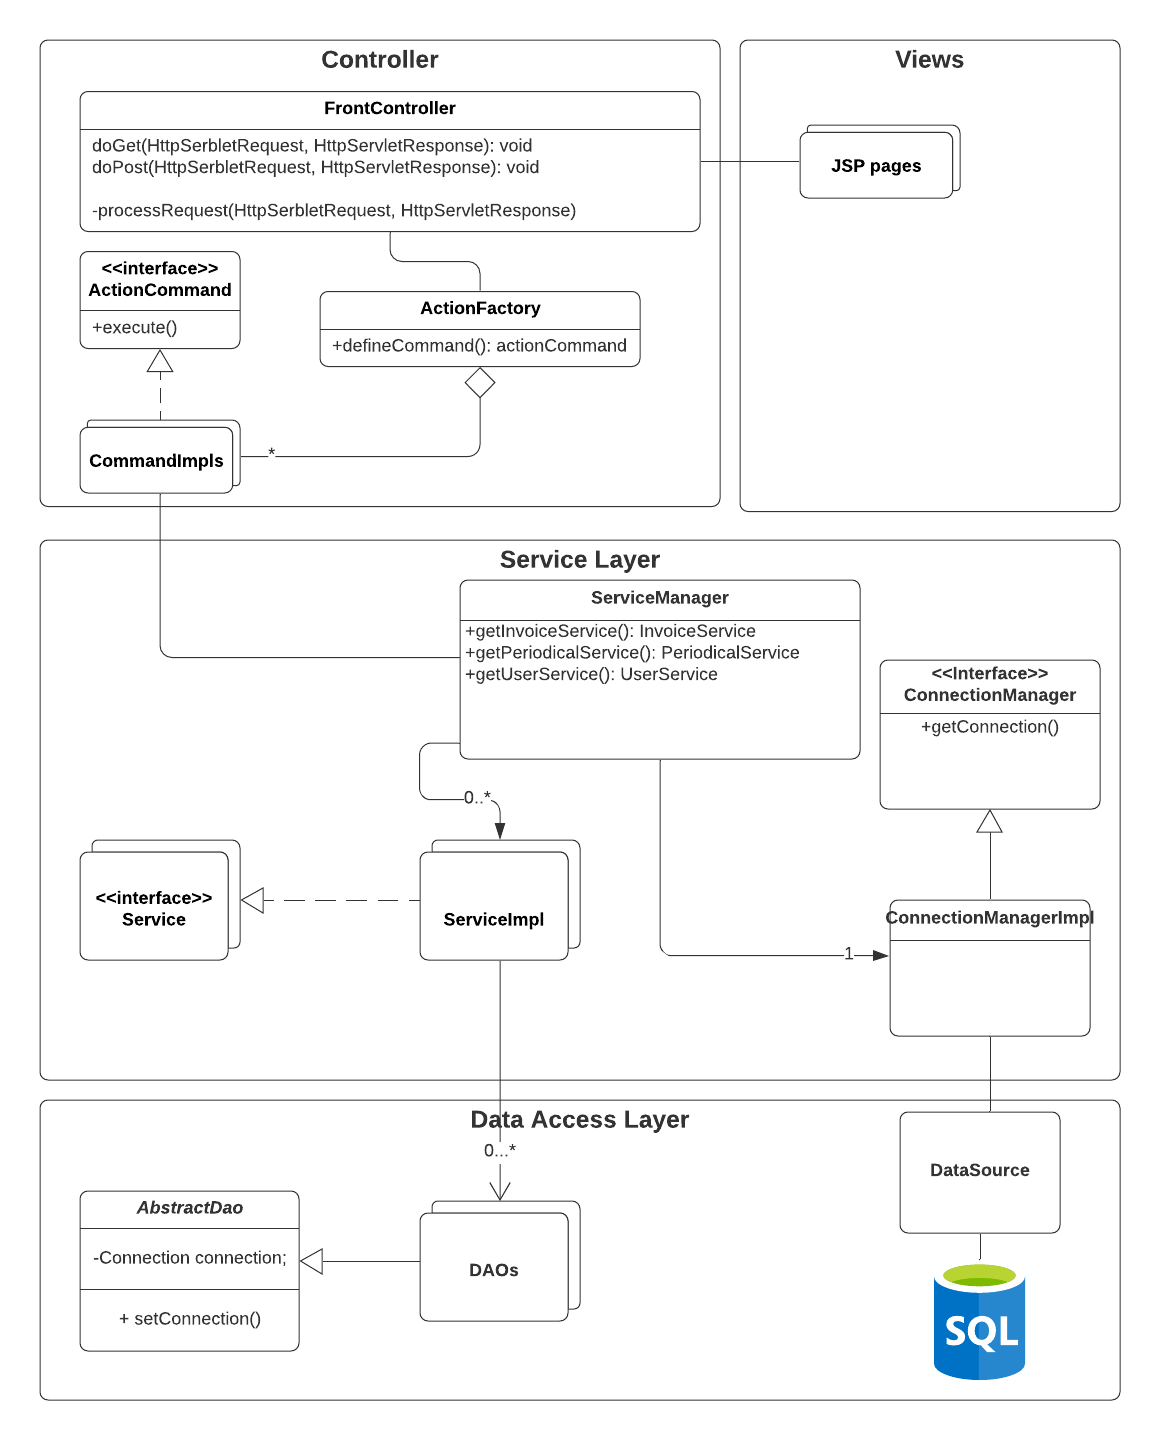 Controller
FrontController
doGet(HttpSerbletRequest, HttpServletResponse): void
doPost(HttpSerbletRequest, HttpServletResponse): void
-processRequest(HttpSerbletRequest, HttpServletResponse)
<<interface>>
ActionCommand
+execute()
ActionFactory
+defineCommand(): actionCommand
*
CommandImpls
Views
JSP pages
Service Layer
ServiceManager
+getInvoiceService(): InvoiceService
+getPeriodicalService(): PeriodicalService
+getUserService(): UserService
<<Interface>>
ConnectionManager
+getConnection()
0..*
<<interface>>
Service
ServiceImpl
ConnectionManagerImpl
1
Data Access Layer
0...*
DataSource
AbstractDao
-Connection connection;
+ setConnection()
DAOs
SQL